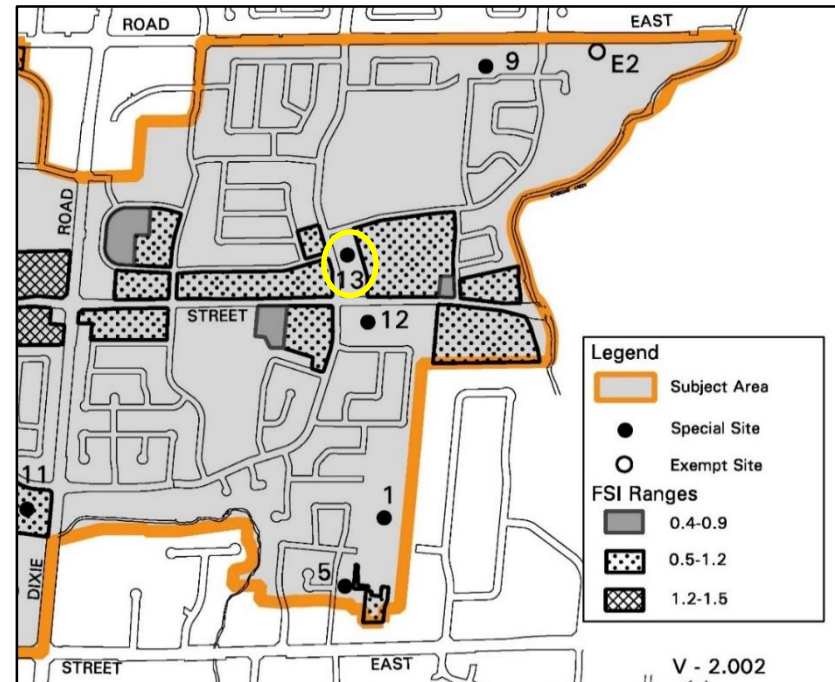 ROAD
EAST
9
E2
ROAD
13
STREET
12
11
1
5
DIXIE
STREET
EAST
Legend
Subject Area
Special Site
Exempt Site
FSI Ranges
0.4-0.9
0.5-1.2
1.2-1.5
V - 2.002